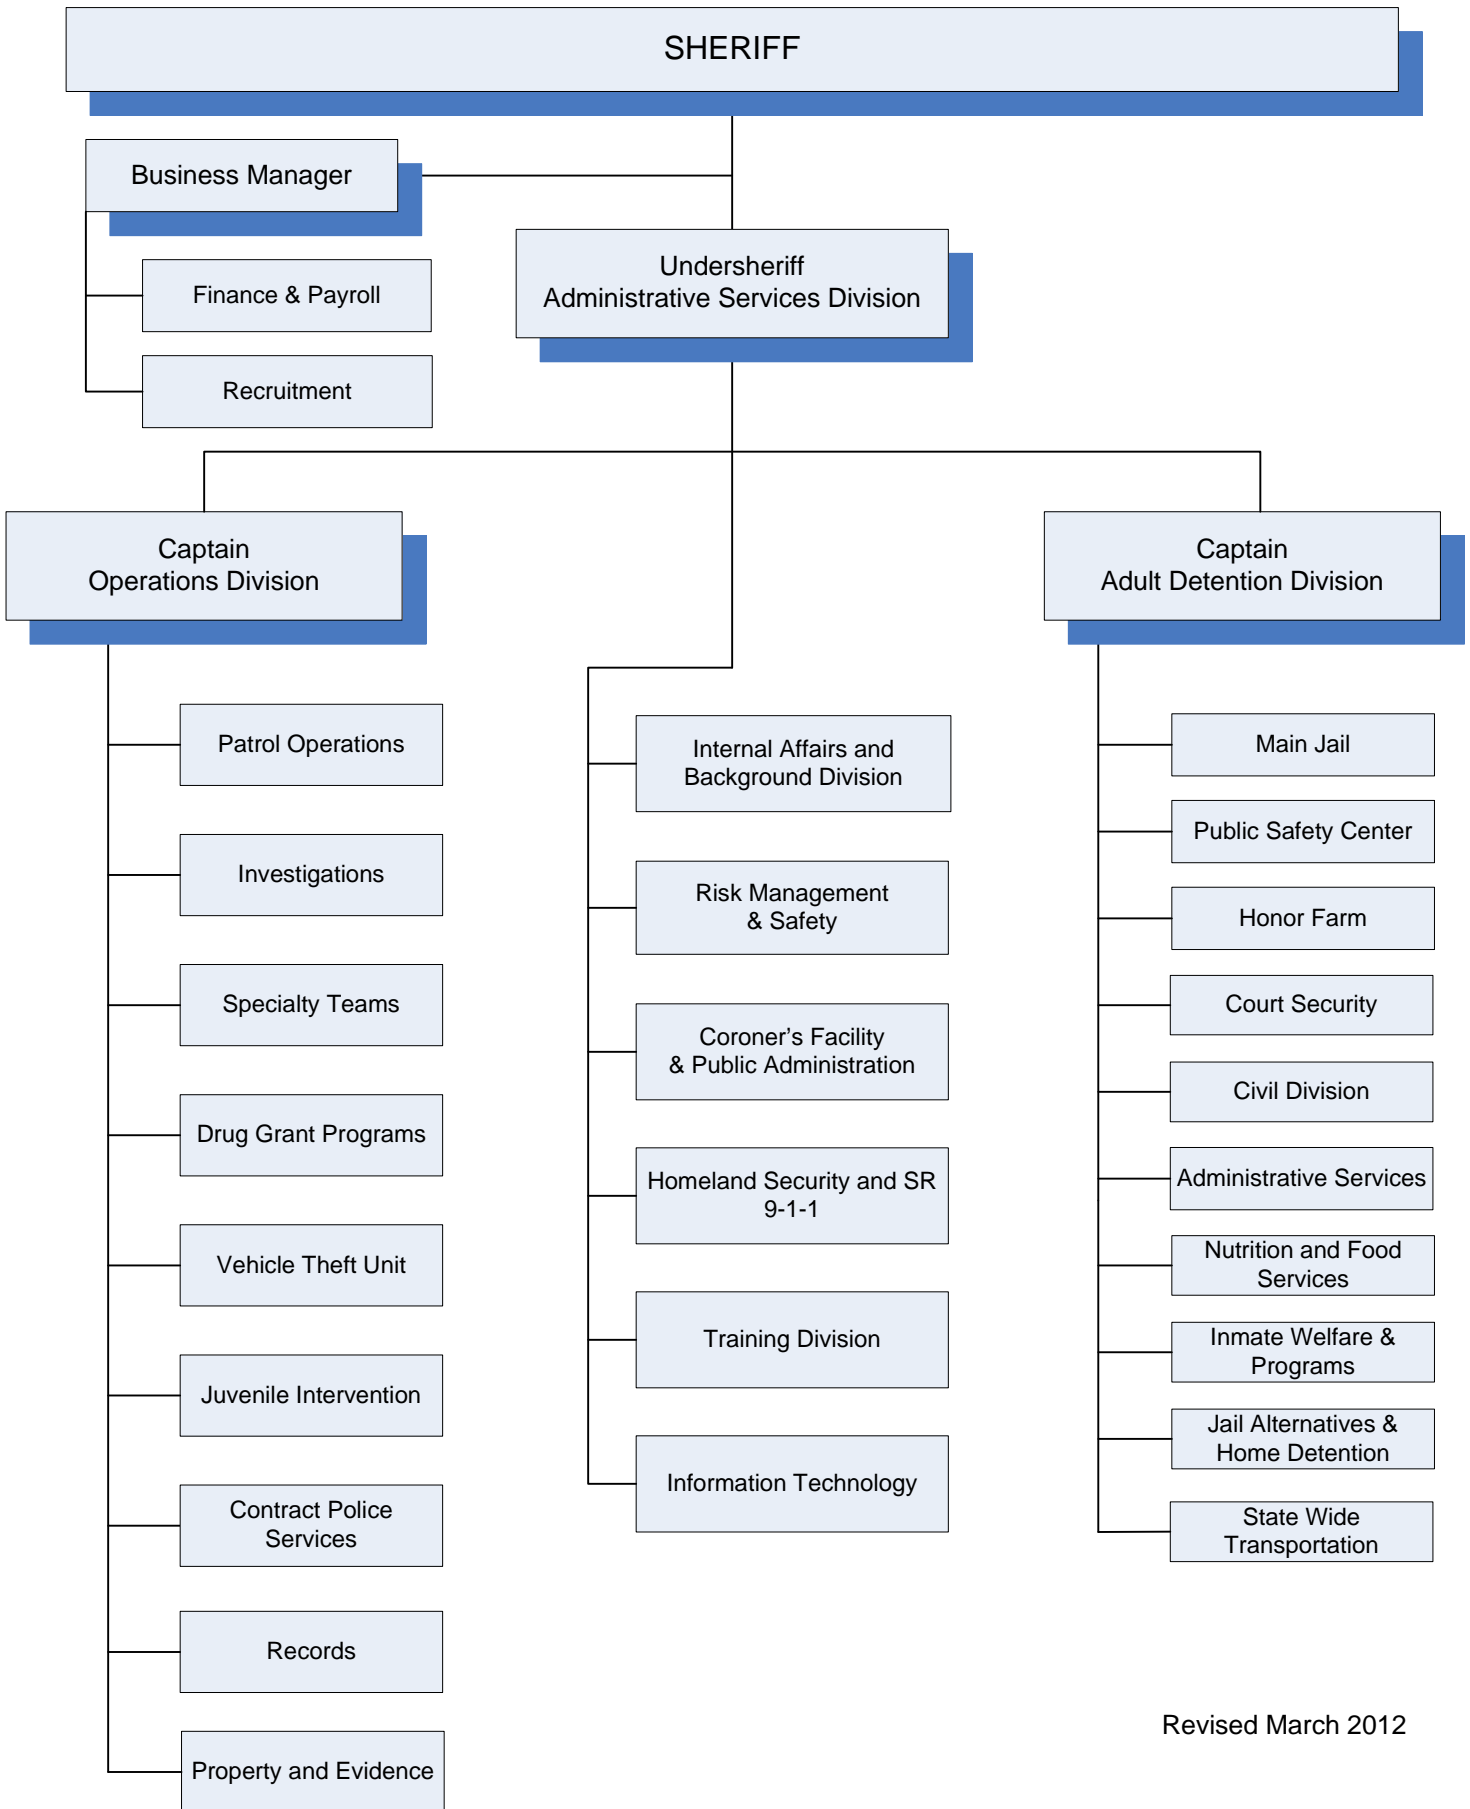 SHERIFF
Business Manager
Finance & Payroll
Recruitment
Undersheriff
Administrative Services Division
Captain
Operations Division
Patrol Operations
Investigations
Specialty Teams
Drug Grant Programs
Vehicle Theft Unit
Juvenile Intervention
Contract Police
Services
Records
Property and Evidence
Internal Affairs and
Background Division
Risk Management
& Safety
Coroner's Facility
& Public Administration
Homeland Security and SR
9-1-1
Training Division
Information Technology
Captain
Adult Detention Division
Main Jail
Public Safety Center
Honor Farm
Court Security
Civil Division
Administrative Services
Nutrition and Food
Services
Inmate Welfare &
Programs
Jail Alternatives &
Home Detention
State Wide
Transportation
Revised March 2012